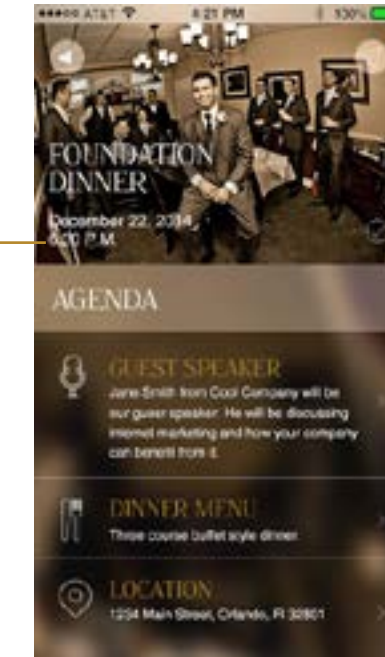 AT&T 4:21 PM 100%
FOUNDATION
DINNER
December 22, 2014
6:00 P.M.
AGENDA
GUEST SPEAKER
Jane Smith from Cool Company will be
our guest speaker. He will be discussing
internet marketing and how your company
can benefit from it.
DINNER MENU
Three course buffet style dinner.
LOCATION
1234 Main Street, Orlando, Fl 32801